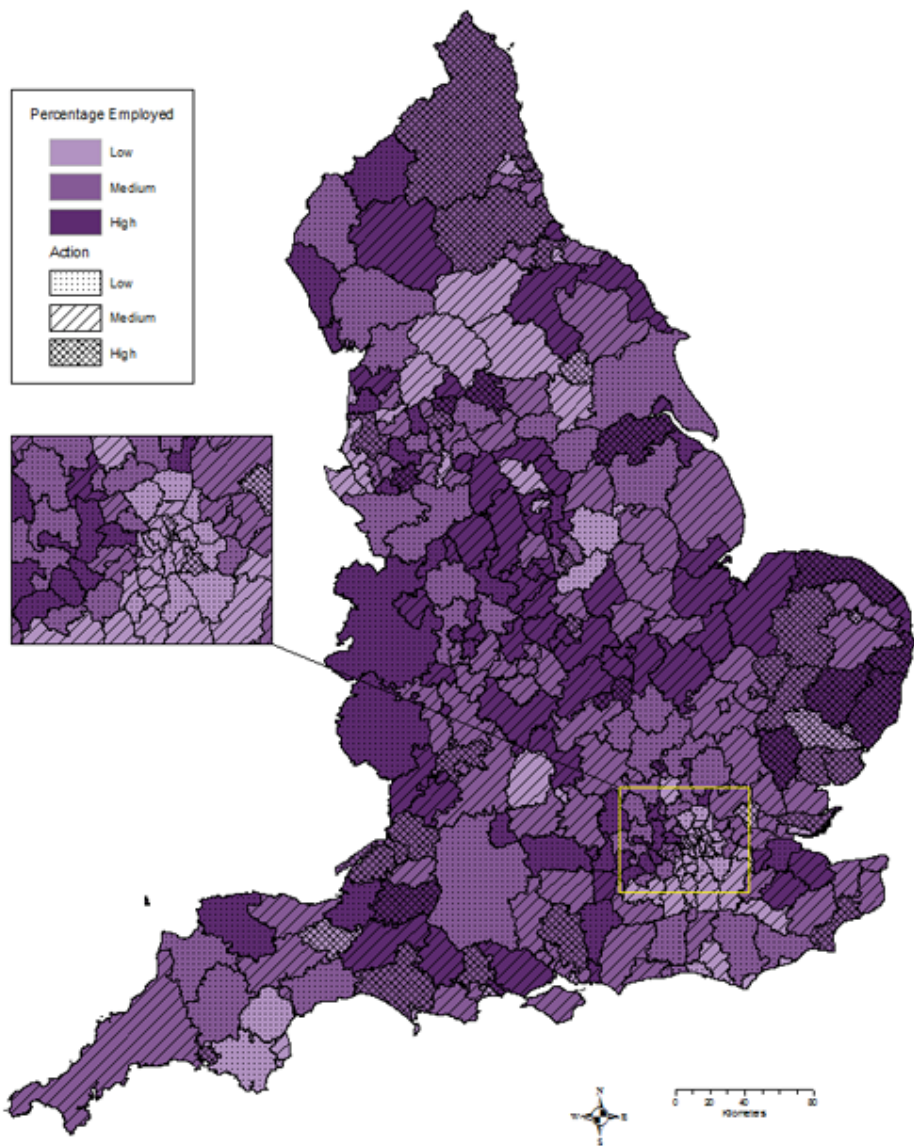 Percentage Employed
Low
Medium
High
Action
Low
Medium
High
N
W
E
S
0 20 40 80
Kilometers